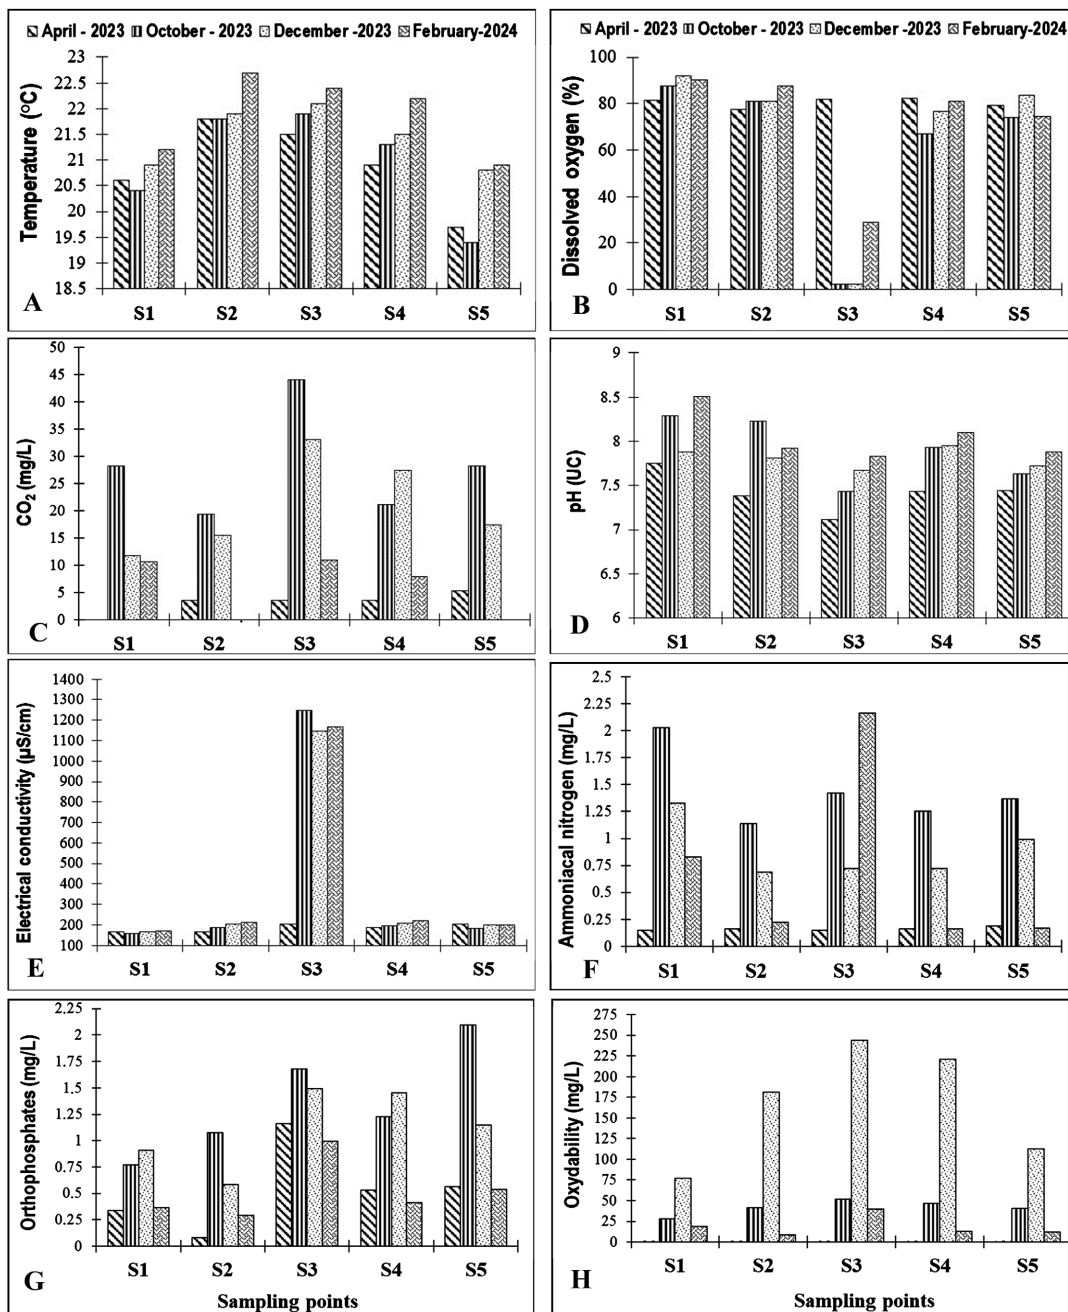 April - 2023 October - 2023 December -2023 February-2024
Temperature (°C)
23
22.5
22
21.5
21
20.5
20
19.5
19
18.5
S1 S2 S3 S4 S5
A
April - 2023 October - 2023 December -2023 February-2024
Dissolved oxygen (%)
100
80
60
40
20
0
S1 S2 S3 S4 S5
B
CO2 (mg/L)
50
45
40
35
30
25
20
15
10
5
0
S1 S2 S3 S4 S5
C
pH (UC)
9
8.5
8
7.5
7
6.5
6
S1 S2 S3 S4 S5
D
Electrical conductivity (µS/cm)
1400
1300
1200
1100
1000
900
800
700
600
500
400
300
200
100
S1 S2 S3 S4 S5
E
Ammoniacal nitrogen (mg/L)
2.5
2.25
2
1.75
1.5
1.25
1
0.75
0.5
0.25
0
S1 S2 S3 S4 S5
F
Orthophosphates (mg/L)
2.25
2
1.75
1.5
1.25
1
0.75
0.5
0.25
0
S1 S2 S3 S4 S5
G
Sampling points
Oxydability (mg/L)
275
250
225
200
175
150
125
100
75
50
25
0
S1 S2 S3 S4 S5
H
Sampling points